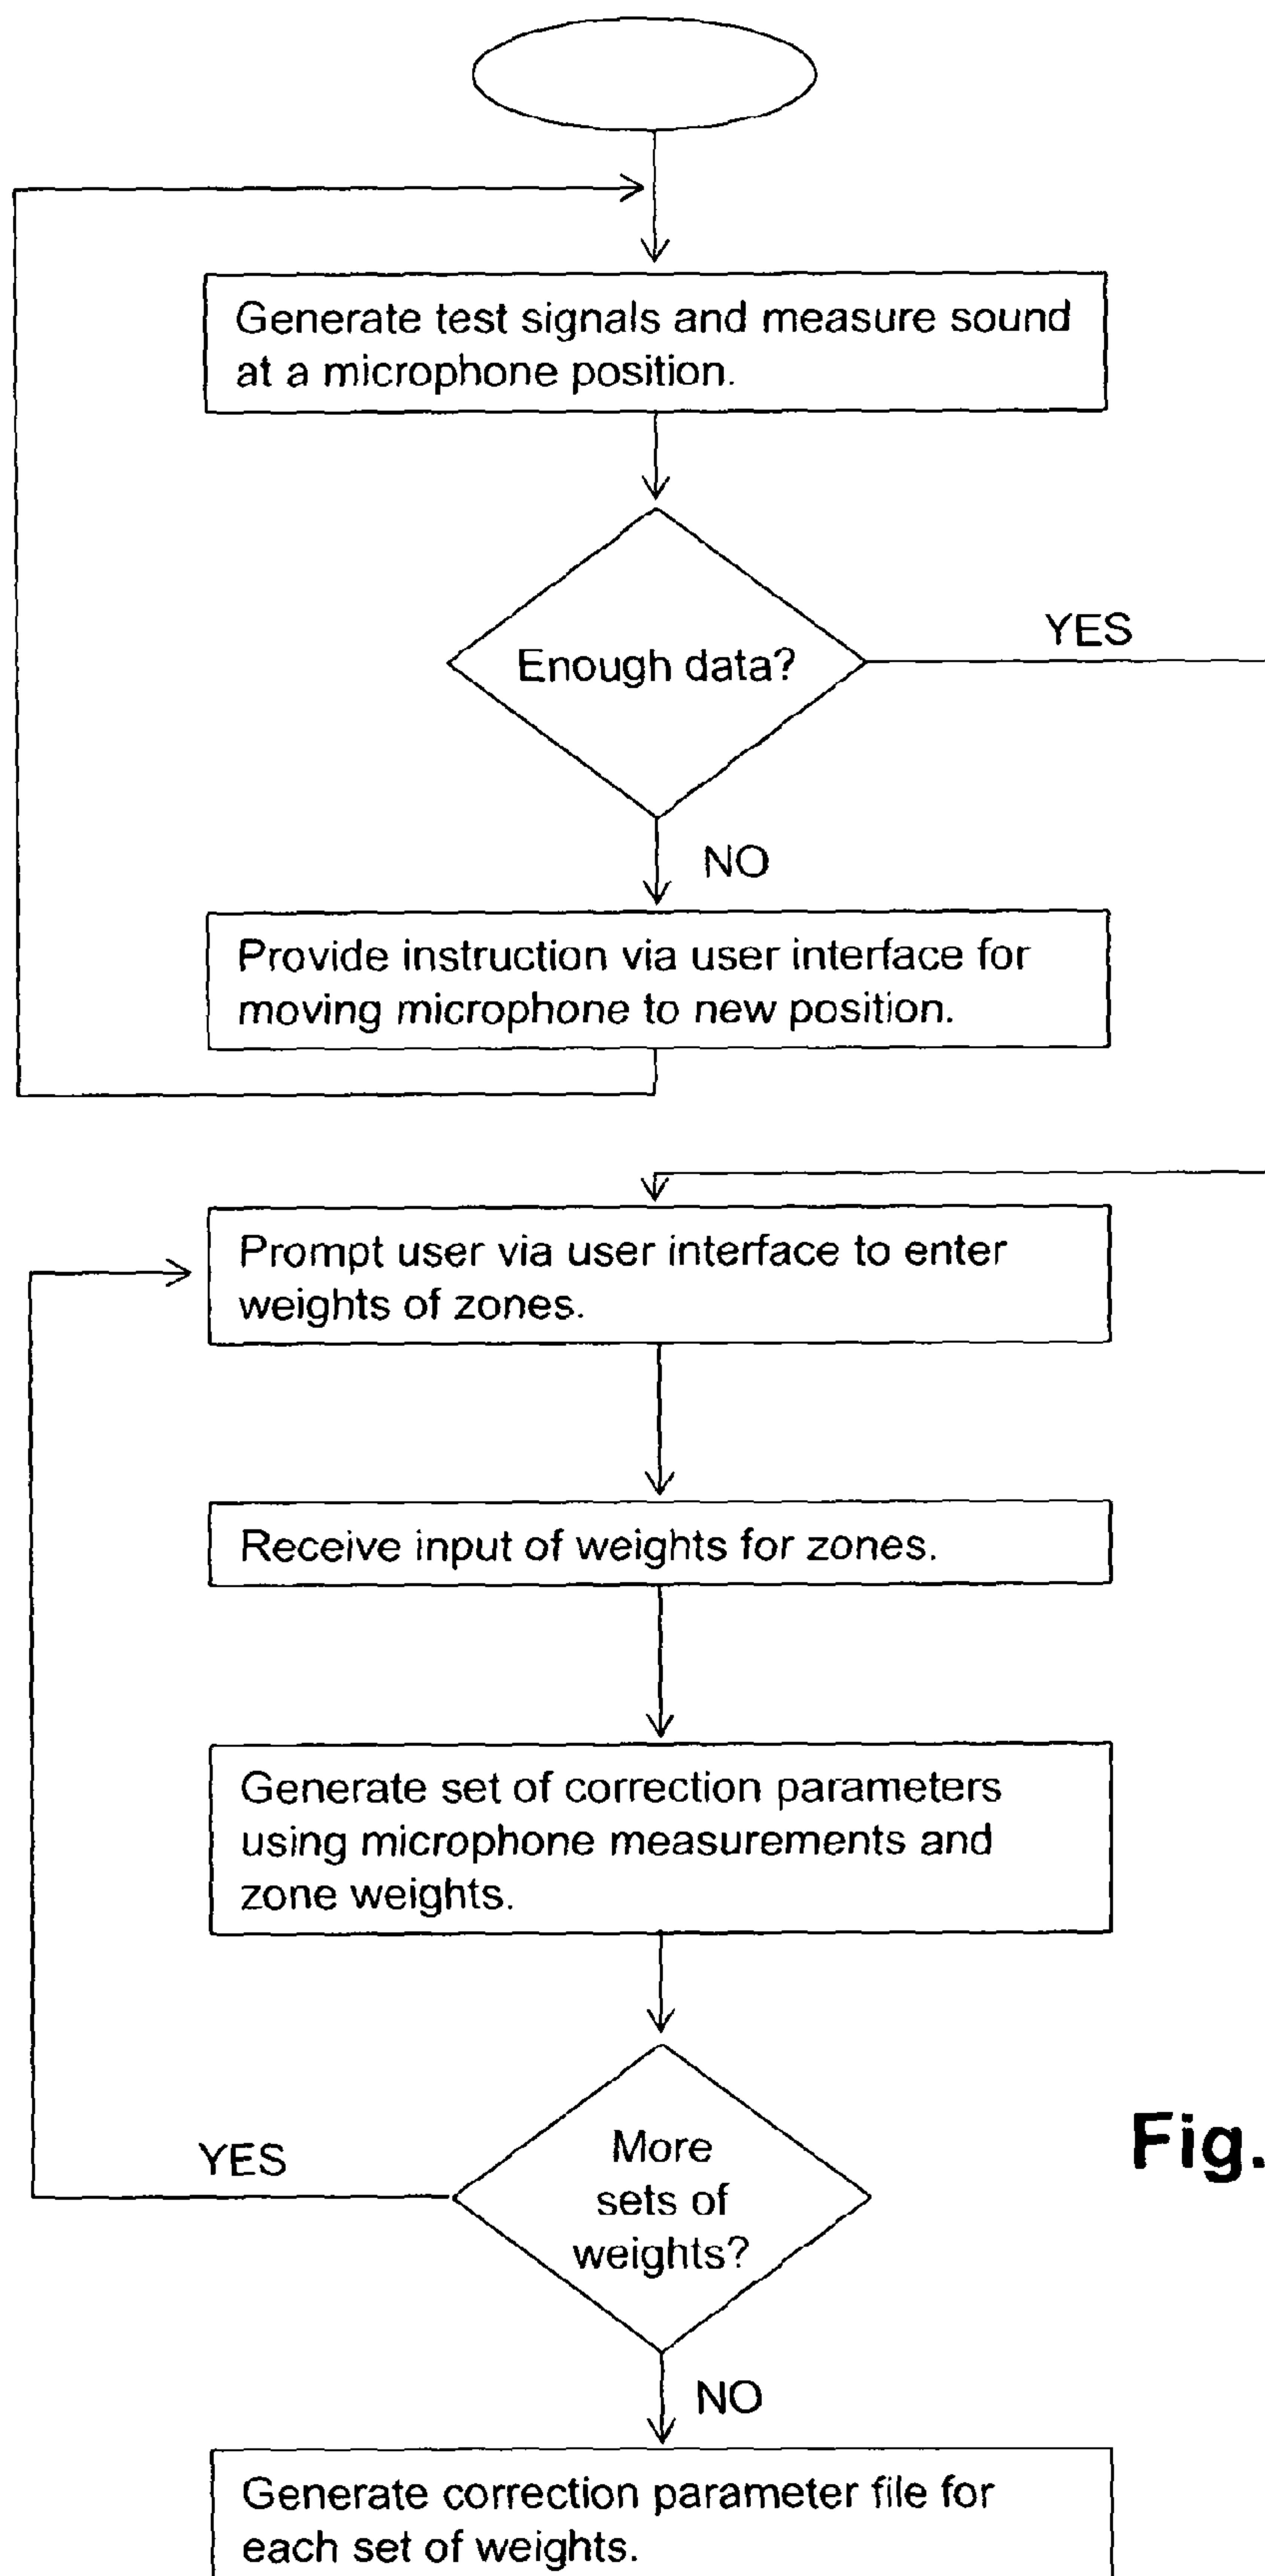 Generate test signals and measure sound
at a microphone position.
Enough data?
YES
NO
Provide instruction via user interface for
moving microphone to new position.
Prompt user via user interface to enter
weights of zones.
Receive input of weights for zones.
Generate set of correction parameters
using microphone measurements and
zone weights.
More
sets of
weights?
YES
Fig.
NO
Generate correction parameter file for
each set of weights.